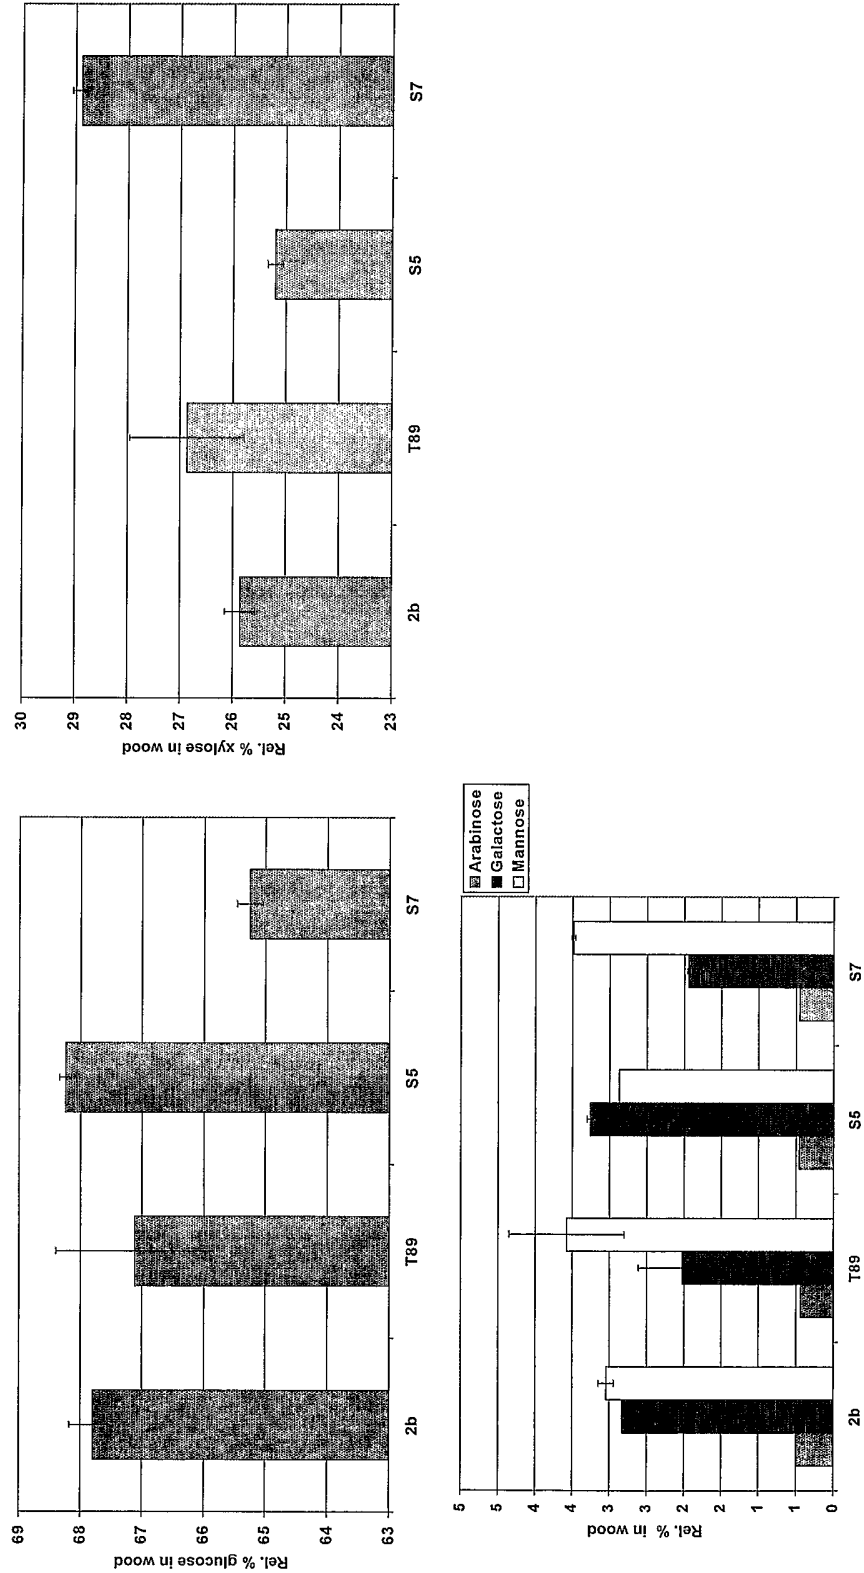 Rel. % glucose in wood
69
68
67
66
65
64
63
2b
T89
S5
S7
Rel. % xylose in wood
30
29
28
27
26
25
24
23
2b
T89
S5
S7
Rel. % in wood
5
5
4
4
3
3
2
2
1
1
0
2b
T89
S5
S7
Arabinose
Galactose
Mannose